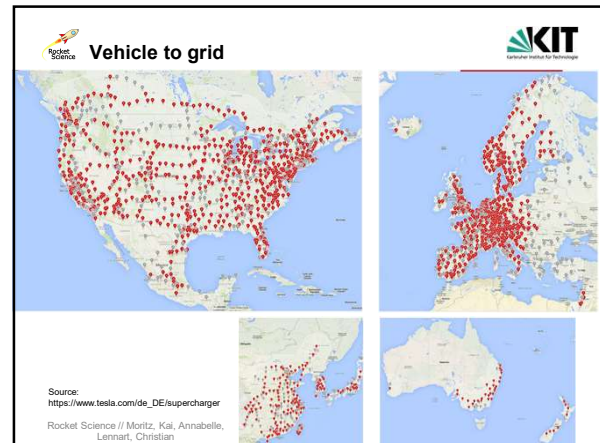 Rocket
Science
Vehicle to grid
KIT
Karlsruher Institut für Technologie
Source:
https://www.tesla.com/de_DE/supercharger
Rocket Science // Moritz, Kai, Annabelle,
Lennart, Christian